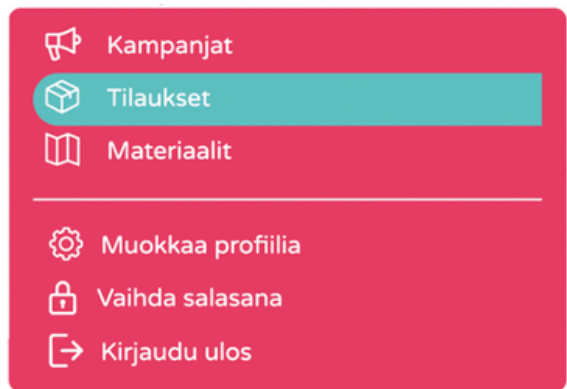 Kampanjat
Tilaukset
Materiaalit
Muokkaa profiilia
Vaihda salasana
Kirjaudu ulos